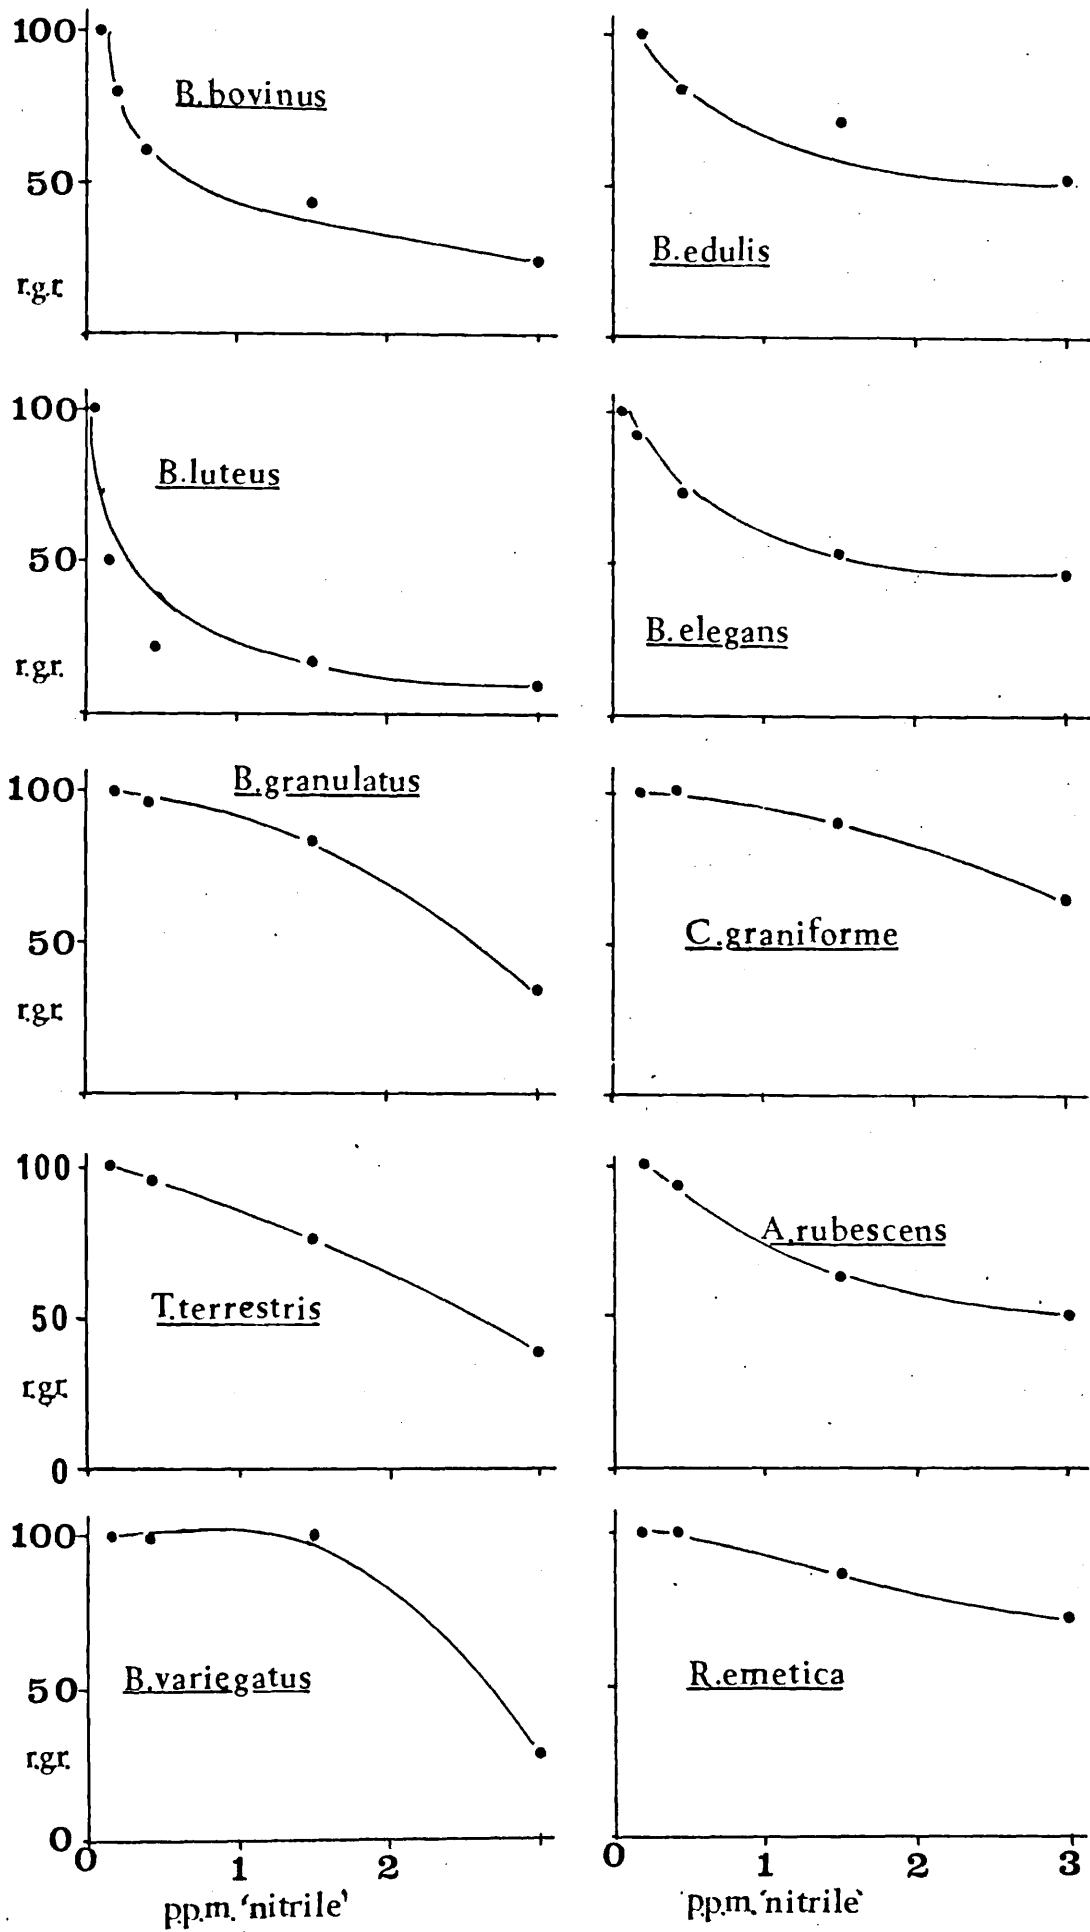 100
B.bovinus
50
r.g.r.
B.edulis
100
B.luteus
50
r.g.r.
B.elegans
100
B.granulatus
50
r.g.r.
C.graniforme
100
T.terrestris
50
r.g.r.
0
A.rubescens
100
B.variegatus
50
r.g.r.
0
R.emetica
0 1 2
p.p.m. 'nitrile'
0 1 2 3
p.p.m. 'nitrile'